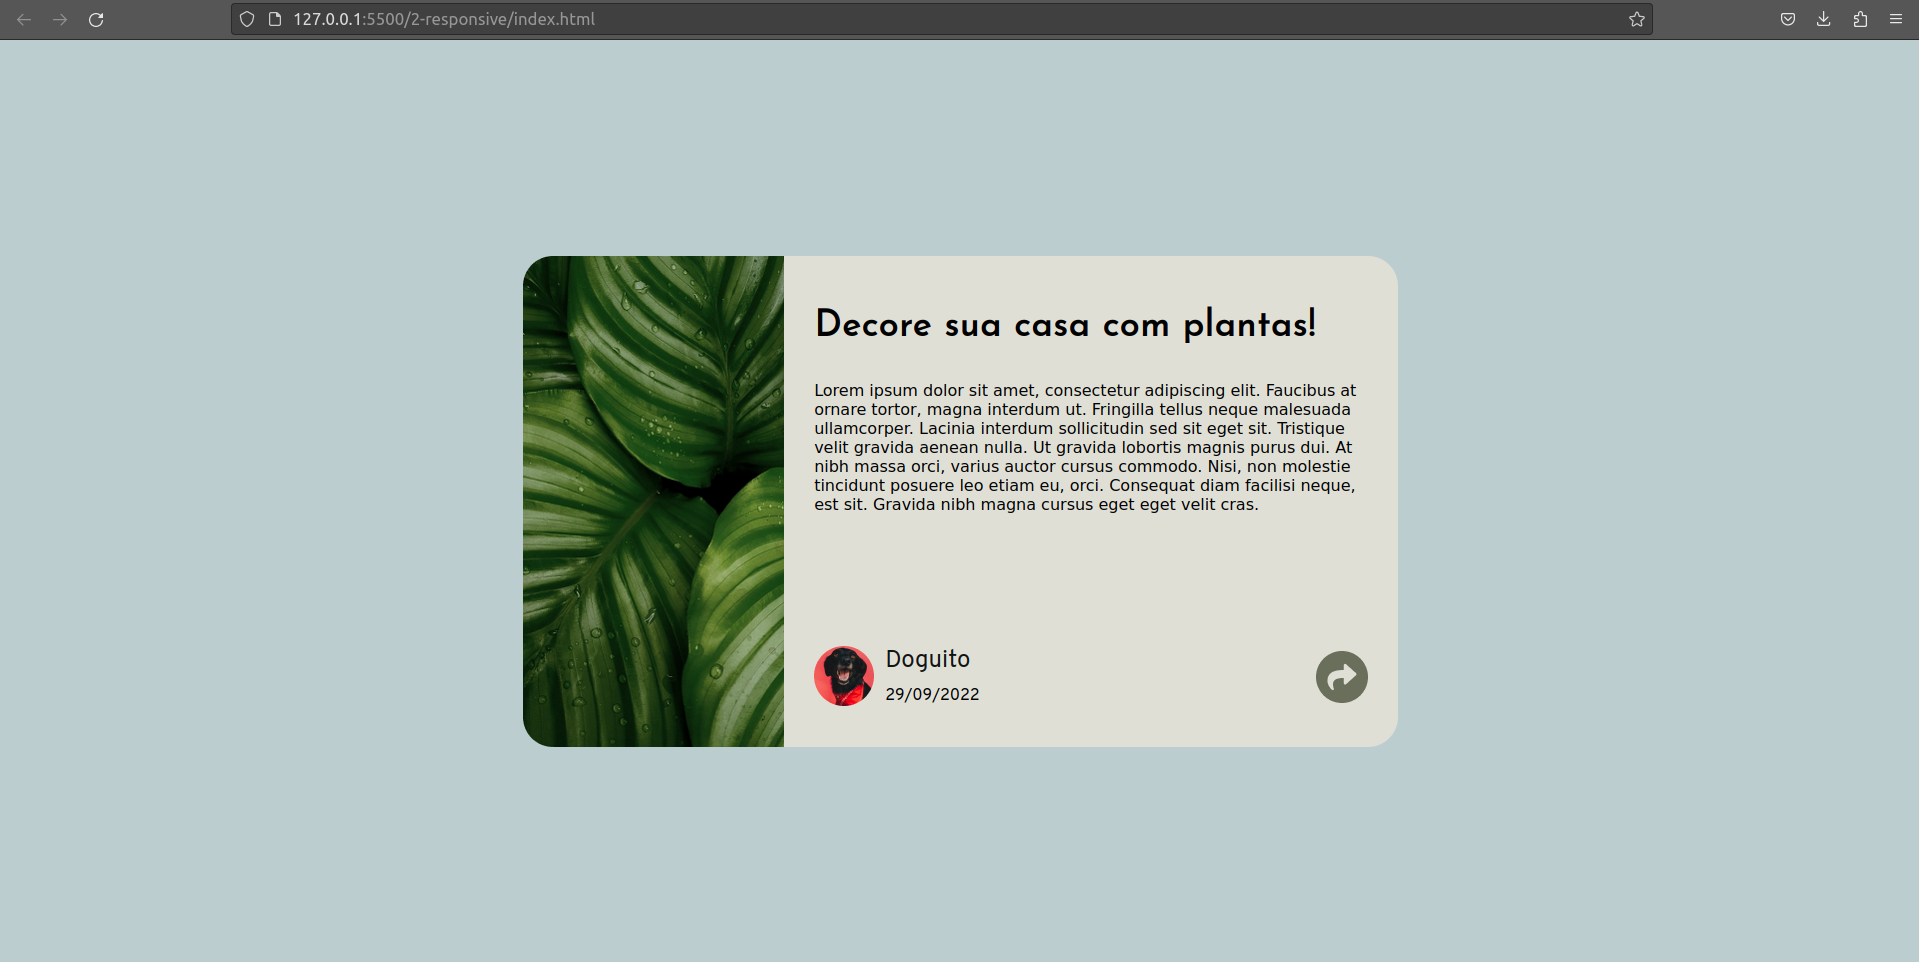 127.0.0.1:5500/2-responsive/index.html
Decore sua casa com plantas!
Lorem ipsum dolor sit amet, consectetur adipiscing elit. Faucibus at
ornare tortor, magna interdum ut. Fringilla tellus neque malesuada
ullamcorper. Lacinia interdum sollicitudin sed sit eget sit. Tristique
velit gravida aenean nulla. Ut gravida lobortis magnis purus dui. At
nibh massa orci, varius auctor cursus commodo. Nisi, non molestie
tincidunt posuere leo etiam eu, orci. Consequat diam facilisi neque,
est sit. Gravida nibh magna cursus eget eget velit cras.
Doguito
29/09/2022